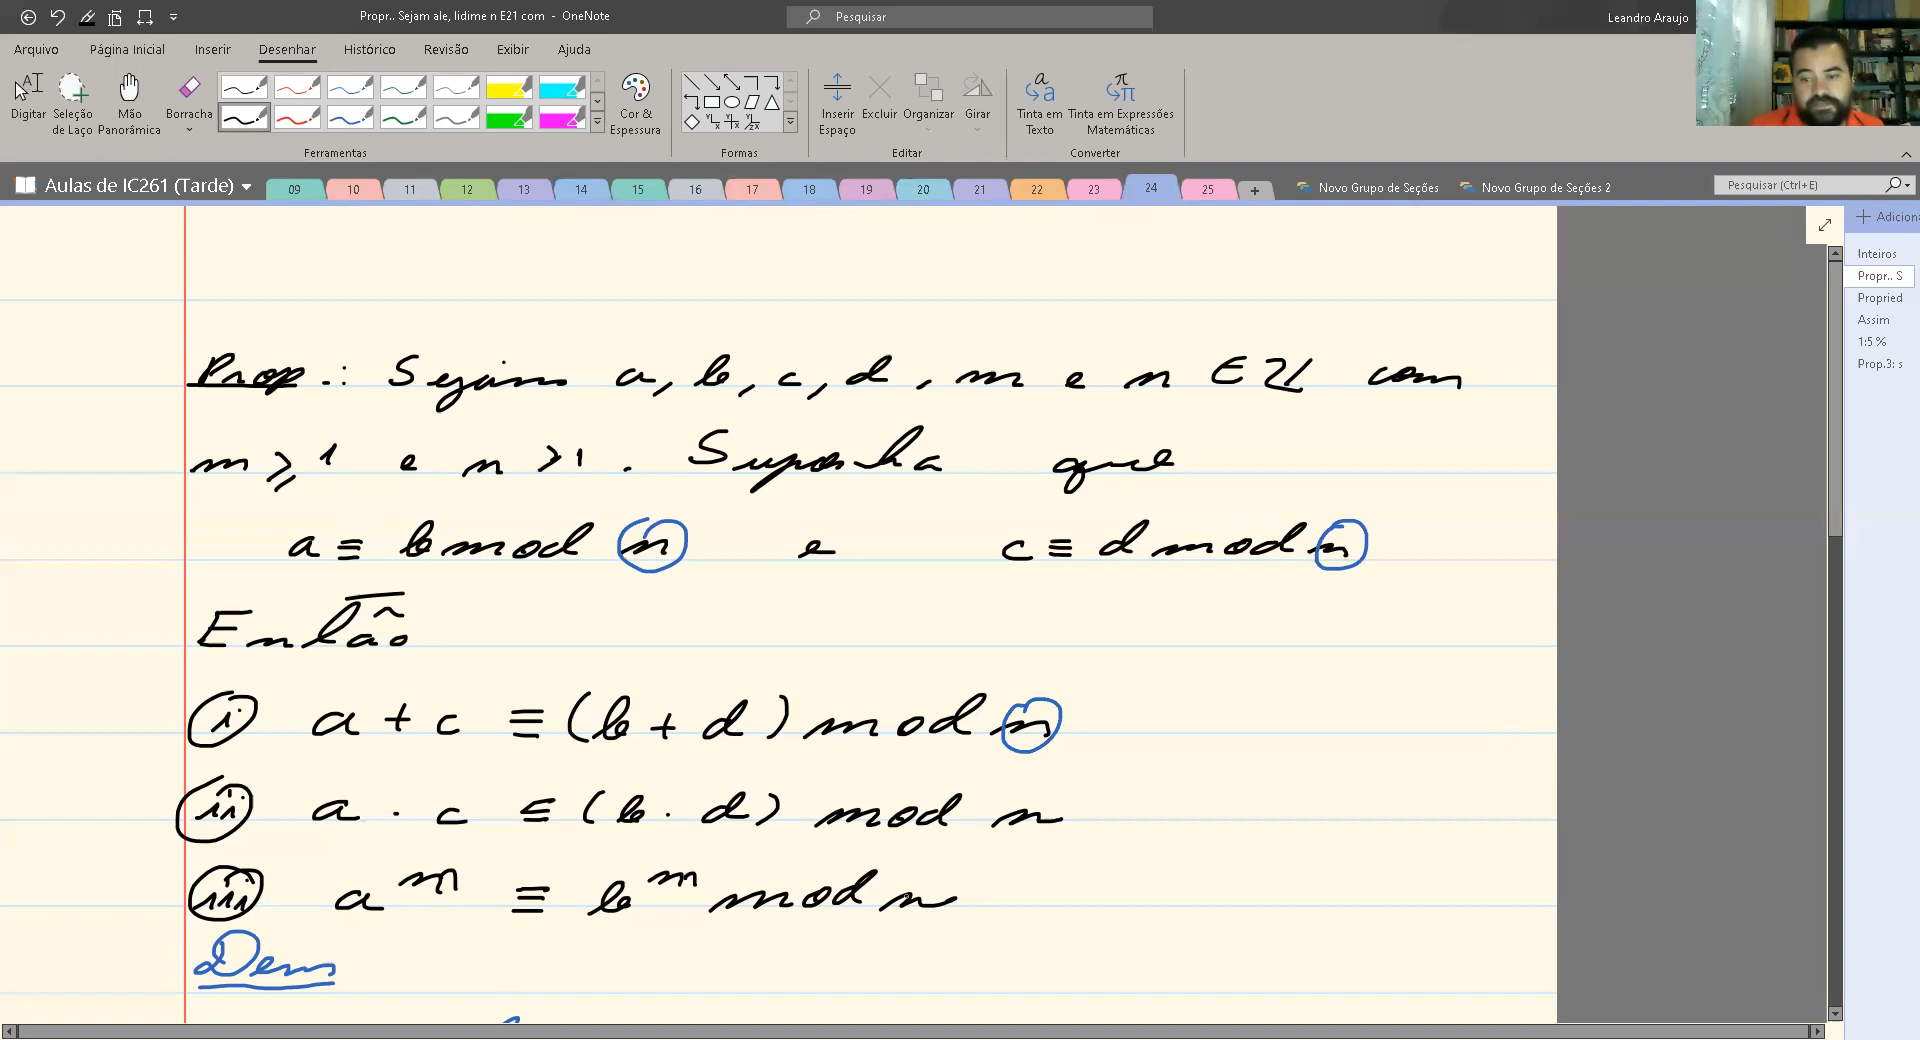 Propr.. Sejam ale, lidime n E21 com - OneNote
Pesquisar
Leandro Araujo
Arquivo Página Inicial Inserir Desenhar Histórico Revisão Exibir Ajuda
Digitar
Seleção de Laço
Mão Panorâmica
Borracha
Cor & Espessura
Inserir Espaço
Excluir
Organizar
Girar
Tinta em Texto
Tinta em Expressões Matemáticas
Ferramentas Formas Editar Converter
Aulas de IC261 (Tarde)
09 10 11 12 13 14 15 16 17 18 19 20 21 22 23 24 25
Novo Grupo de Seções Novo Grupo de Seções 2
Pesquisar (Ctrl+E)
Adiciona
Inteiros
Propr.. S
Propried
Assim
1:5 %
Prop.3: s
Prop.: Sejam a, b, c, d, m e n ∈ ℤ com
m ≥ 1 e n > 1. Suponha que
a ≡ b mod n e c ≡ d mod n
Então
i a + c ≡ (b + d) mod n
ii a · c ≡ (b · d) mod n
iii a^m ≡ b^m mod n
Dem